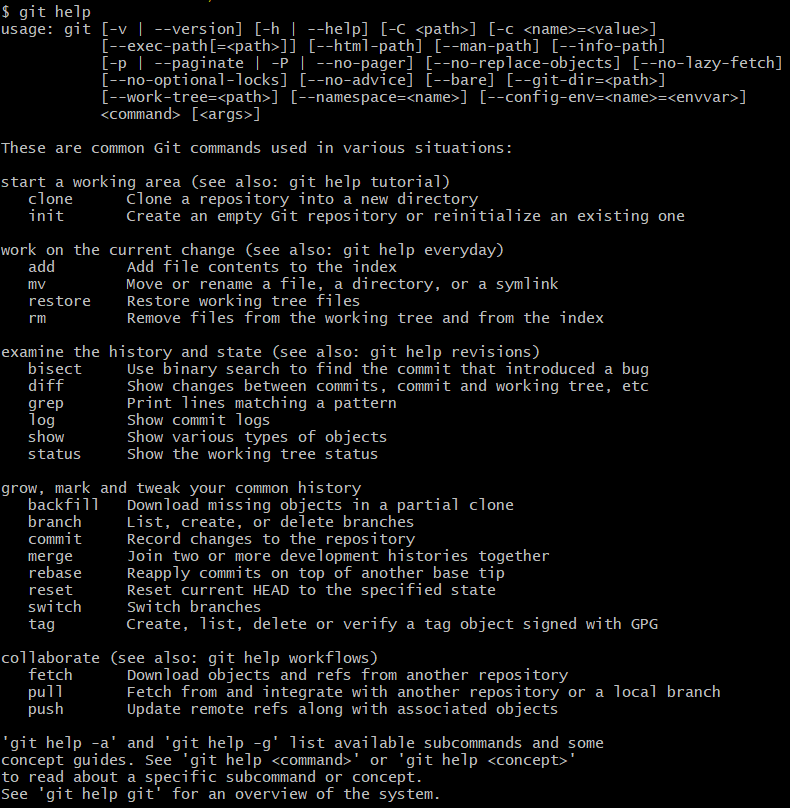 $ git help
usage: git [-v | --version] [-h | --help] [-C <path>] [-c <name>=<value>]
           [--exec-path[=<path>]] [--html-path] [--man-path] [--info-path]
           [-p | --paginate | -P | --no-pager] [--no-replace-objects] [--no-lazy-fetch]
           [--no-optional-locks] [--no-advice] [--bare] [--git-dir=<path>]
           [--work-tree=<path>] [--namespace=<name>] [--config-env=<name>=<envvar>]
           <command> [<args>]

These are common Git commands used in various situations:

start a working area (see also: git help tutorial)
   clone      Clone a repository into a new directory
   init       Create an empty Git repository or reinitialize an existing one

work on the current change (see also: git help everyday)
   add        Add file contents to the index
   mv         Move or rename a file, a directory, or a symlink
   restore    Restore working tree files
   rm         Remove files from the working tree and from the index

examine the history and state (see also: git help revisions)
   bisect     Use binary search to find the commit that introduced a bug
   diff       Show changes between commits, commit and working tree, etc
   grep       Print lines matching a pattern
   log        Show commit logs
   show       Show various types of objects
   status     Show the working tree status

grow, mark and tweak your common history
   backfill   Download missing objects in a partial clone
   branch     List, create, or delete branches
   commit     Record changes to the repository
   merge      Join two or more development histories together
   rebase     Reapply commits on top of another base tip
   reset      Reset current HEAD to the specified state
   switch     Switch branches
   tag        Create, list, delete or verify a tag object signed with GPG

collaborate (see also: git help workflows)
   fetch      Download objects and refs from another repository
   pull       Fetch from and integrate with another repository or a local branch
   push       Update remote refs along with associated objects

'git help -a' and 'git help -g' list available subcommands and some
concept guides. See 'git help <command>' or 'git help <concept>'
to read about a specific subcommand or concept.
See 'git help git' for an overview of the system.